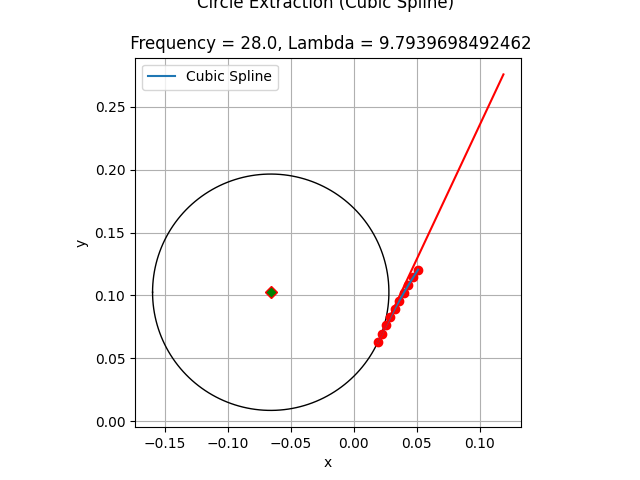 Circle Extraction (Cubic Spline)
Frequency = 28.0, Lambda = 9.7939698492462
Cubic Spline
0.25
0.20
0.15
0.10
0.05
0.00
y
−0.15
−0.10
−0.05
0.00
0.05
0.10
x